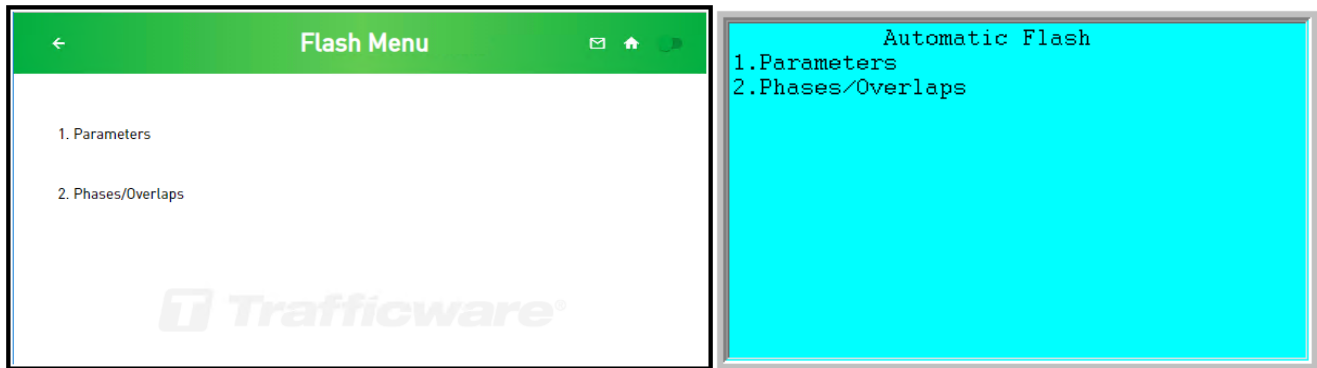 Flash Menu
1. Parameters
2. Phases/Overlaps
T Trafficware®
Automatic Flash
1.Parameters
2.Phases/Overlaps